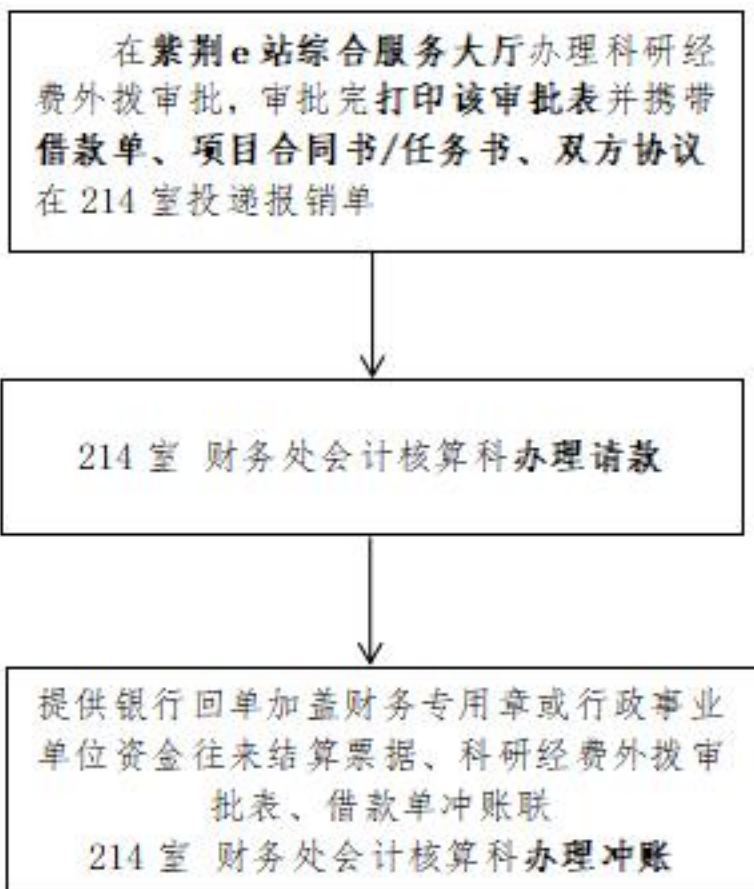 在紫荆e站综合服务大厅办理科研经
费外拨审批,审批完打印该审批表并携带
借款单、项目合同书/任务书、双方协议
在214室投递报销单
214室 财务处会计核算科办理请款
提供银行回单加盖财务专用章或行政事业
单位资金往来结算票据、科研经费外拨审
批表、借款单冲账联
214室 财务处会计核算科办理冲账